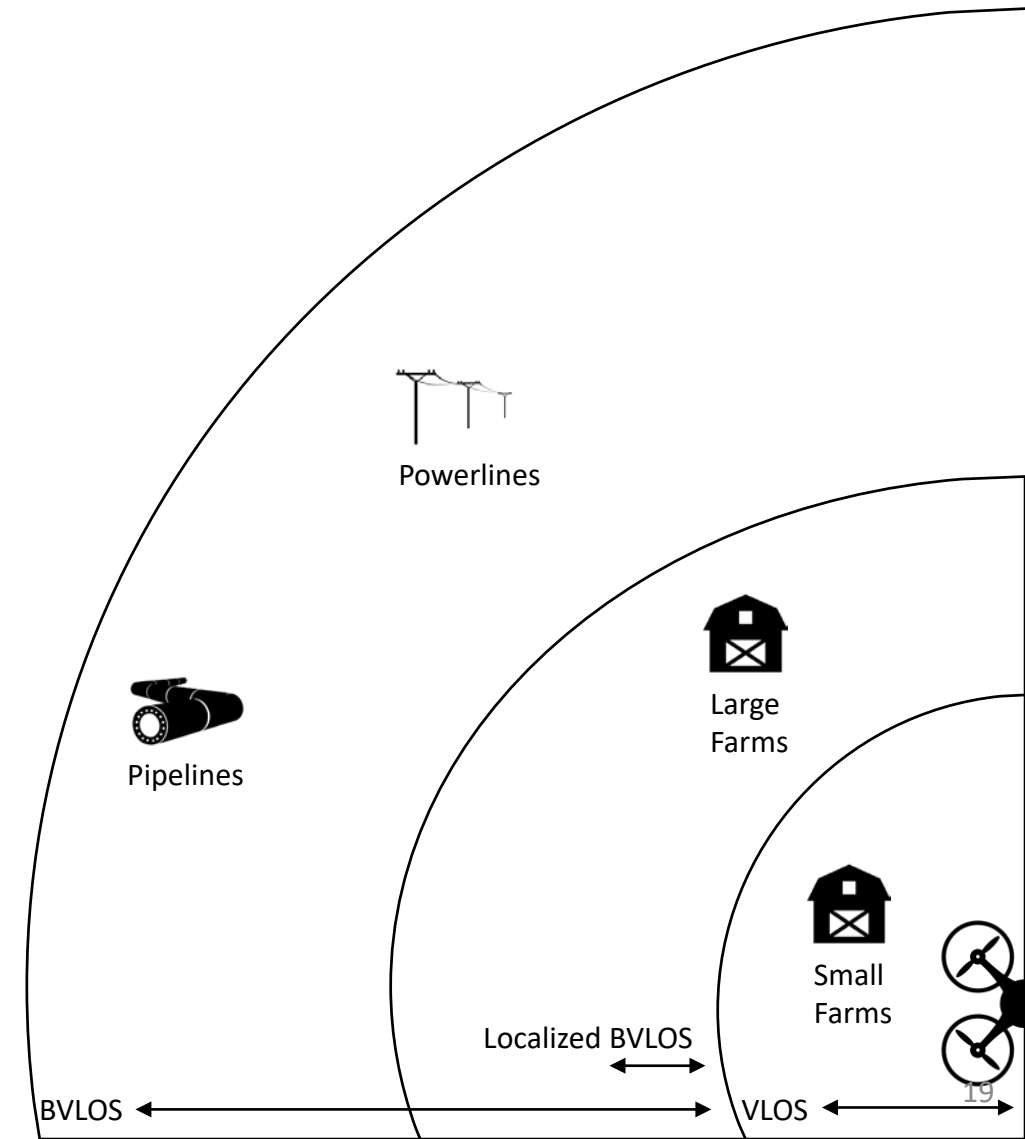 Powerlines
Large
Farms
Pipelines
Small
Farms
Localized BVLOS
19
BVLOS
VLOS